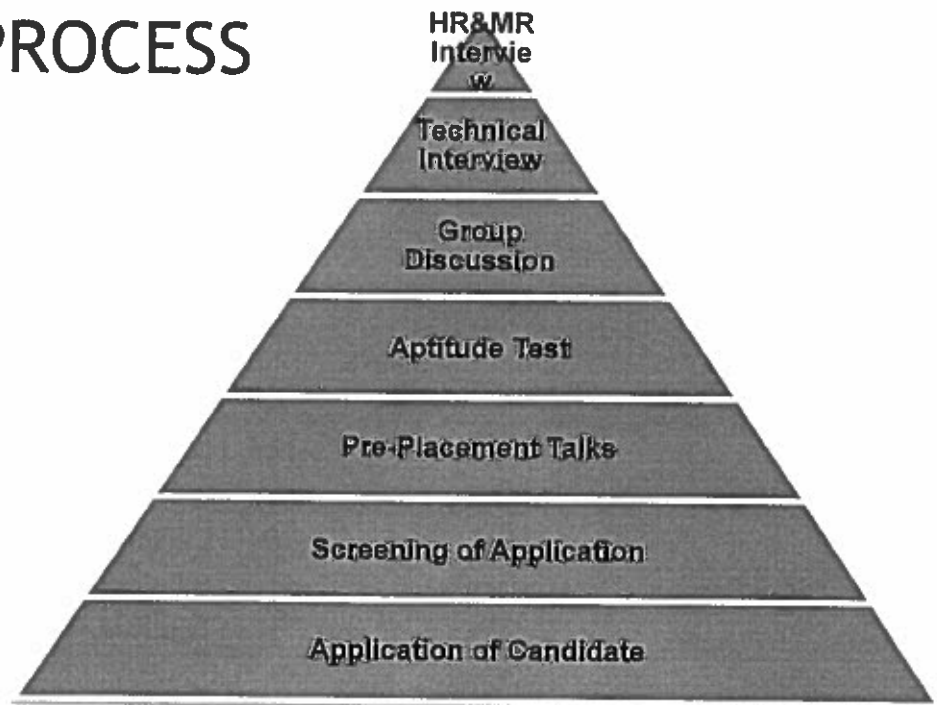 PROCESS
HR&MR
Intervie
w
Technical
Interview
Group
Discussion
Aptitude Test
Pre-Placement Talks
Screening of Application
Application of Candidate